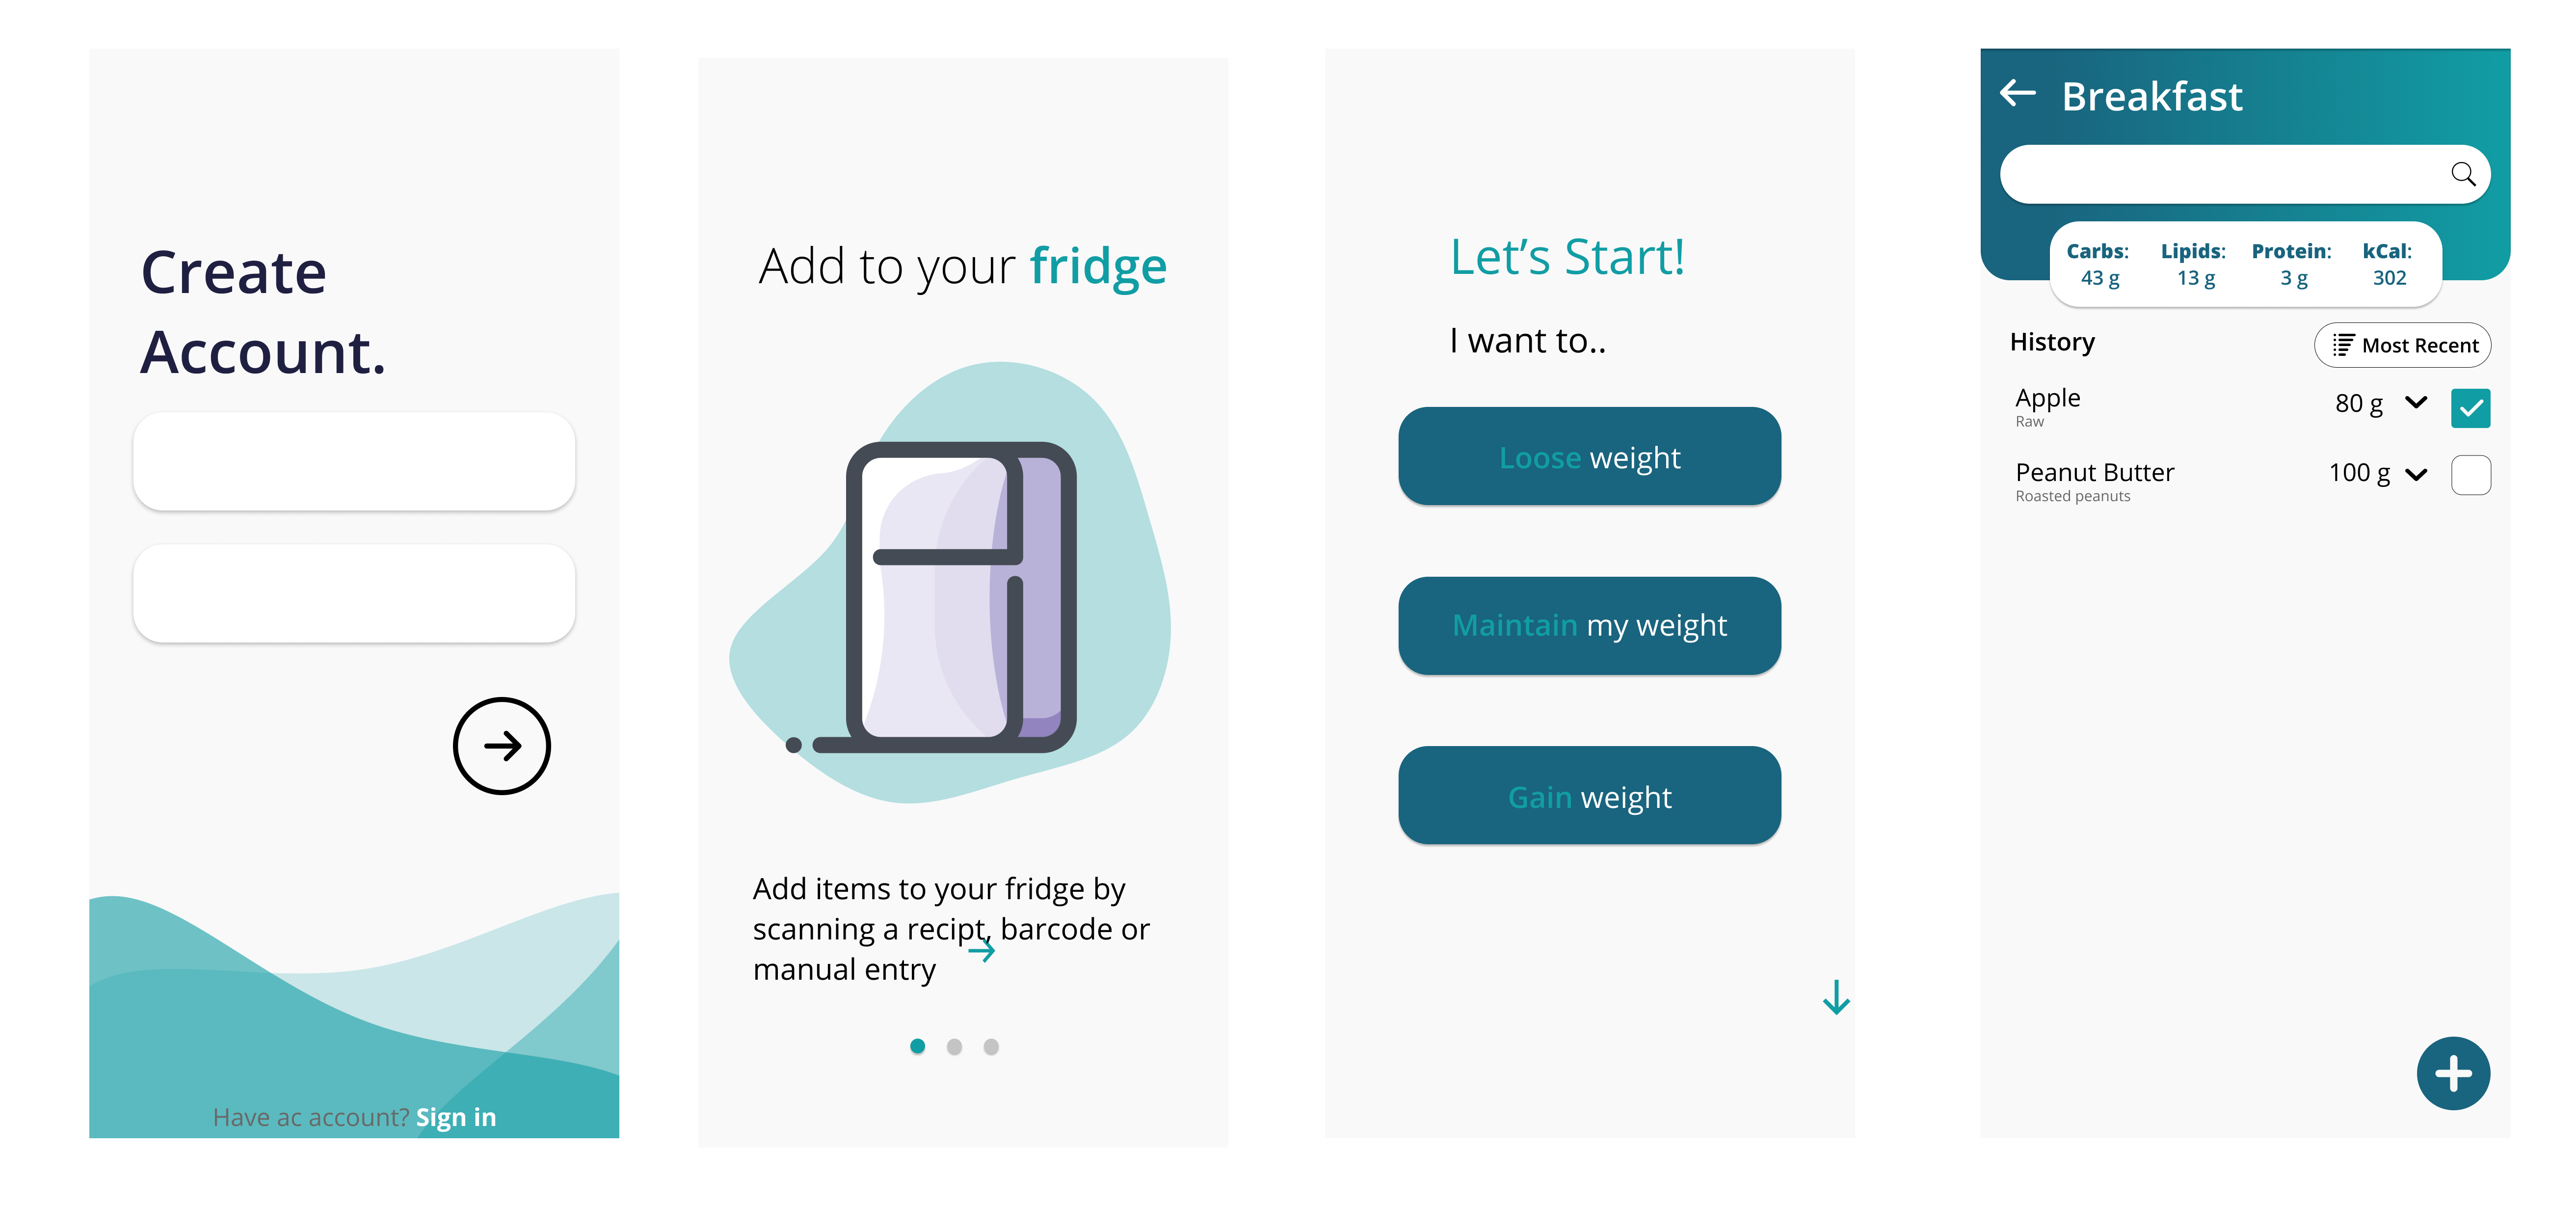 Create
Account.
Have ac account? Sign in
Add to your fridge
Add items to your fridge by
scanning a recipt, barcode or
manual entry
Let’s Start!
I want to..
Loose weight
Maintain my weight
Gain weight
Breakfast
Carbs: Lipids: Protein: kCal:
43 g 13 g 3 g 302
History Most Recent
Apple 80 g
Raw
Peanut Butter 100 g
Roasted peanuts